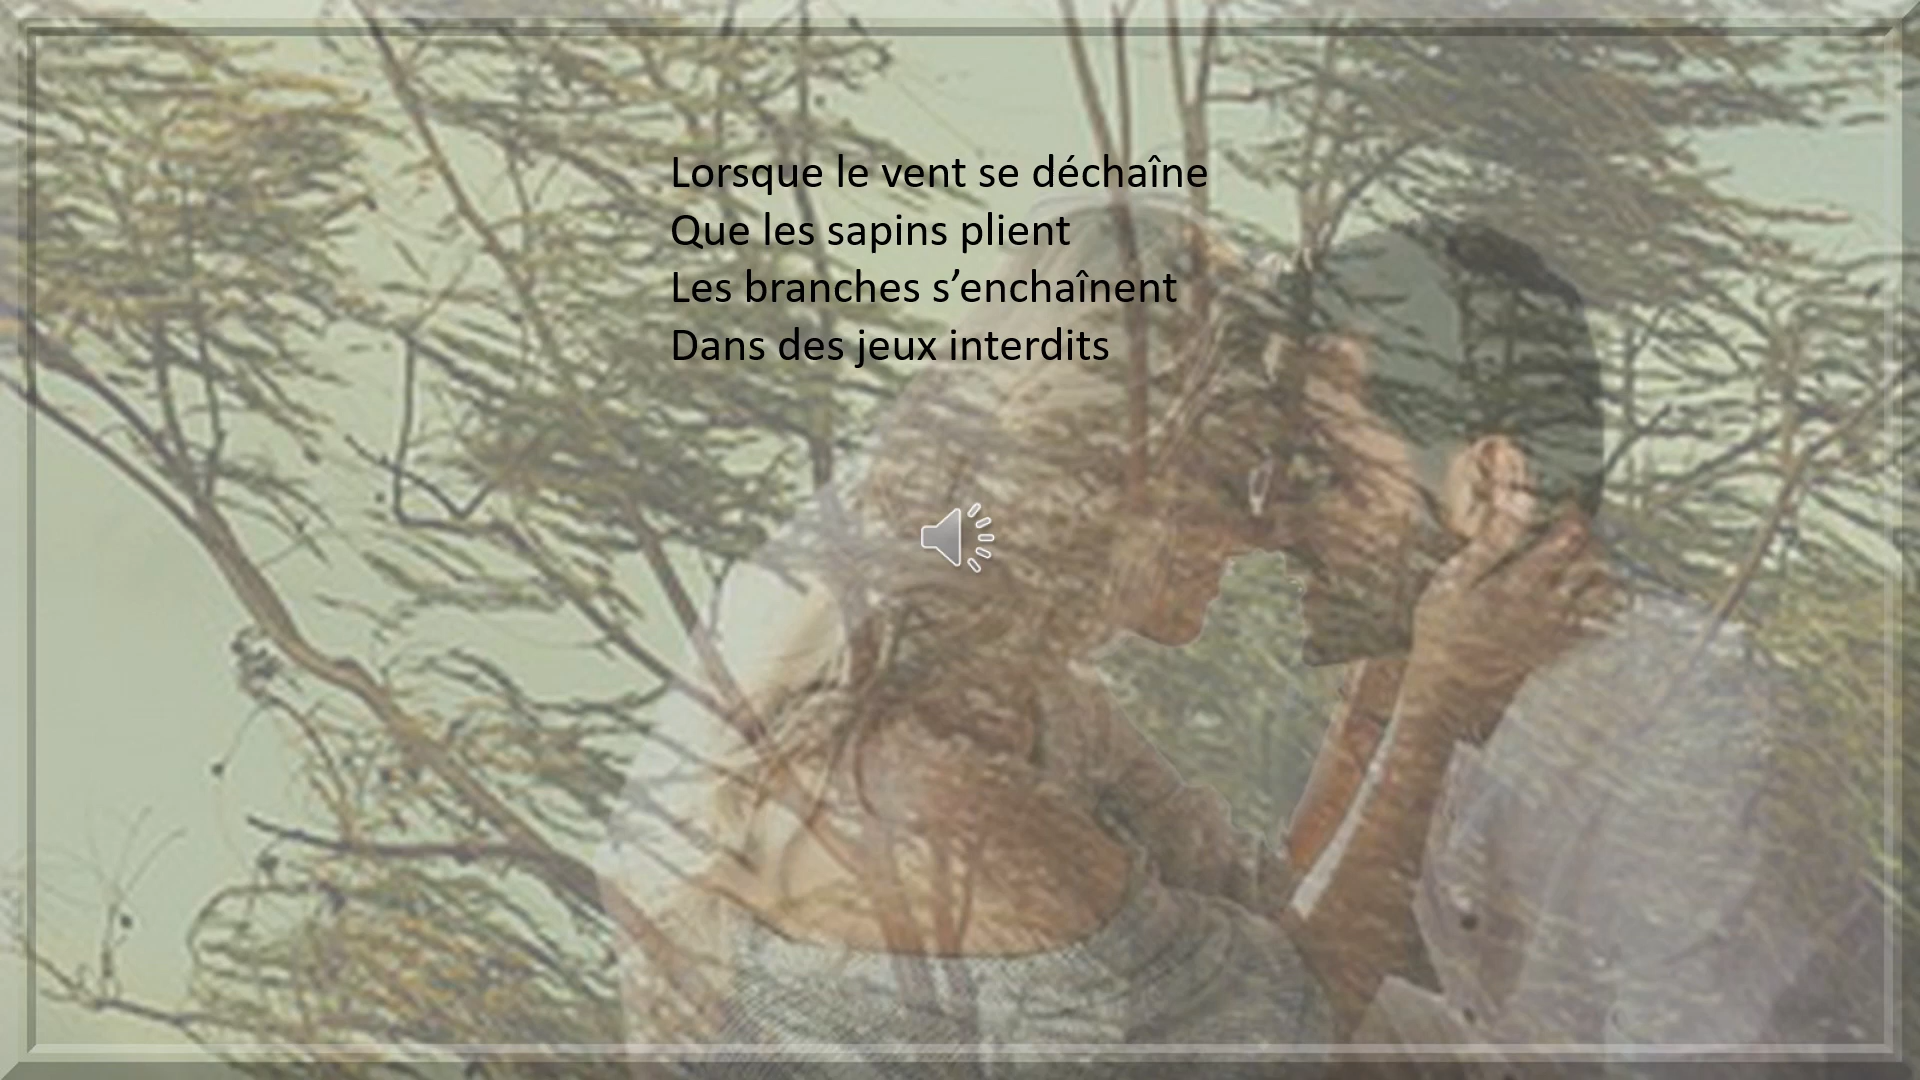 Lorsque le vent se déchaîne
Que les sapins plient
Les branches s’enchaînent
Dans des jeux interdits